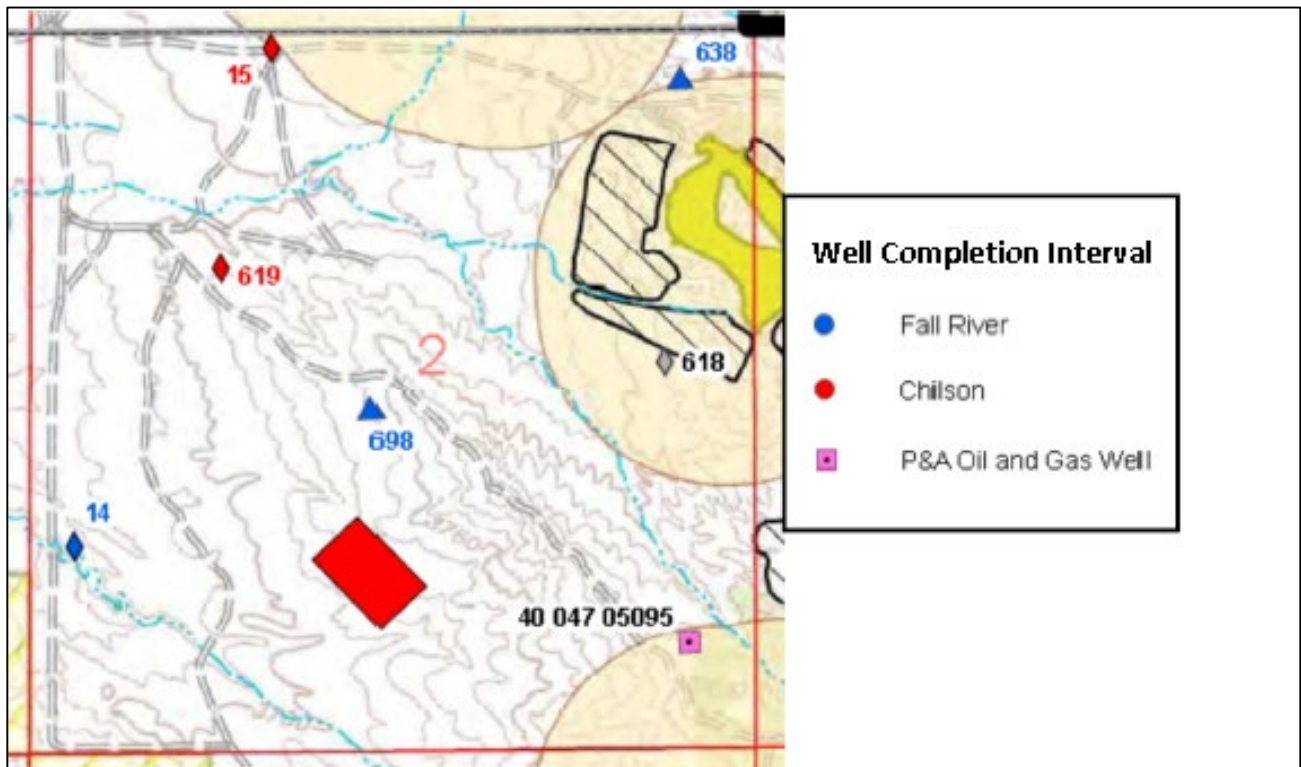 638
15
619
2
618
698
14
40 047 05095
Well Completion Interval
Fall River
Chilson
P&A Oil and Gas Well